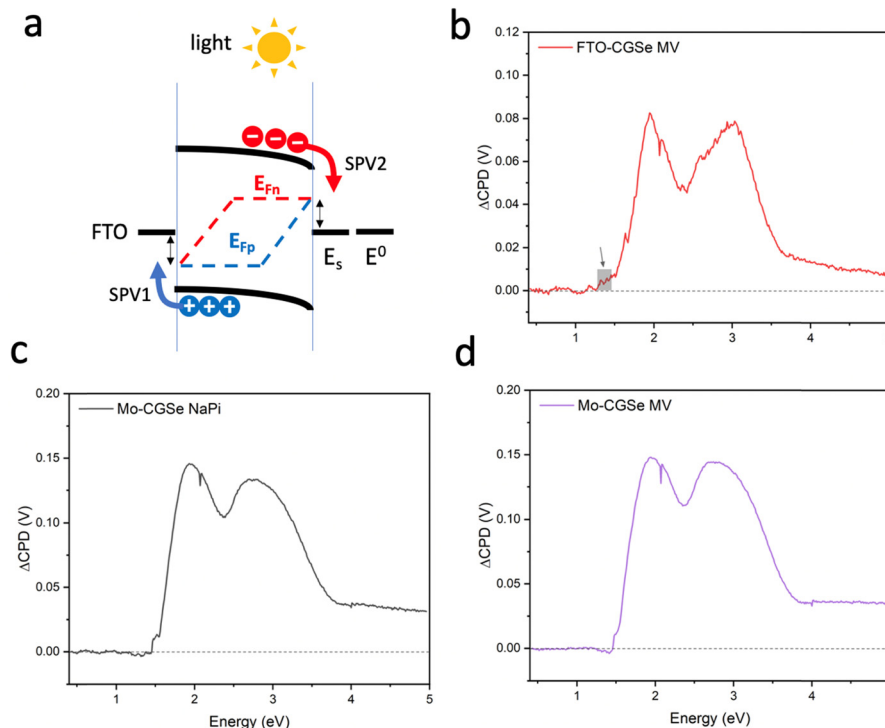 a
light
SPV2
E_Fn
FTO
E_Fp
E_s E^0
SPV1
b
FTO-CGSe MV
ΔCPD (V)
0.12
0.10
0.08
0.06
0.04
0.02
0.00
1 2 3 4
c
Mo-CGSe NaPi
ΔCPD (V)
0.20
0.15
0.10
0.05
0.00
1 2 3 4 5
Energy (eV)
d
Mo-CGSe MV
ΔCPD (V)
0.20
0.15
0.10
0.05
0.00
1 2 3 4
Energy (eV)